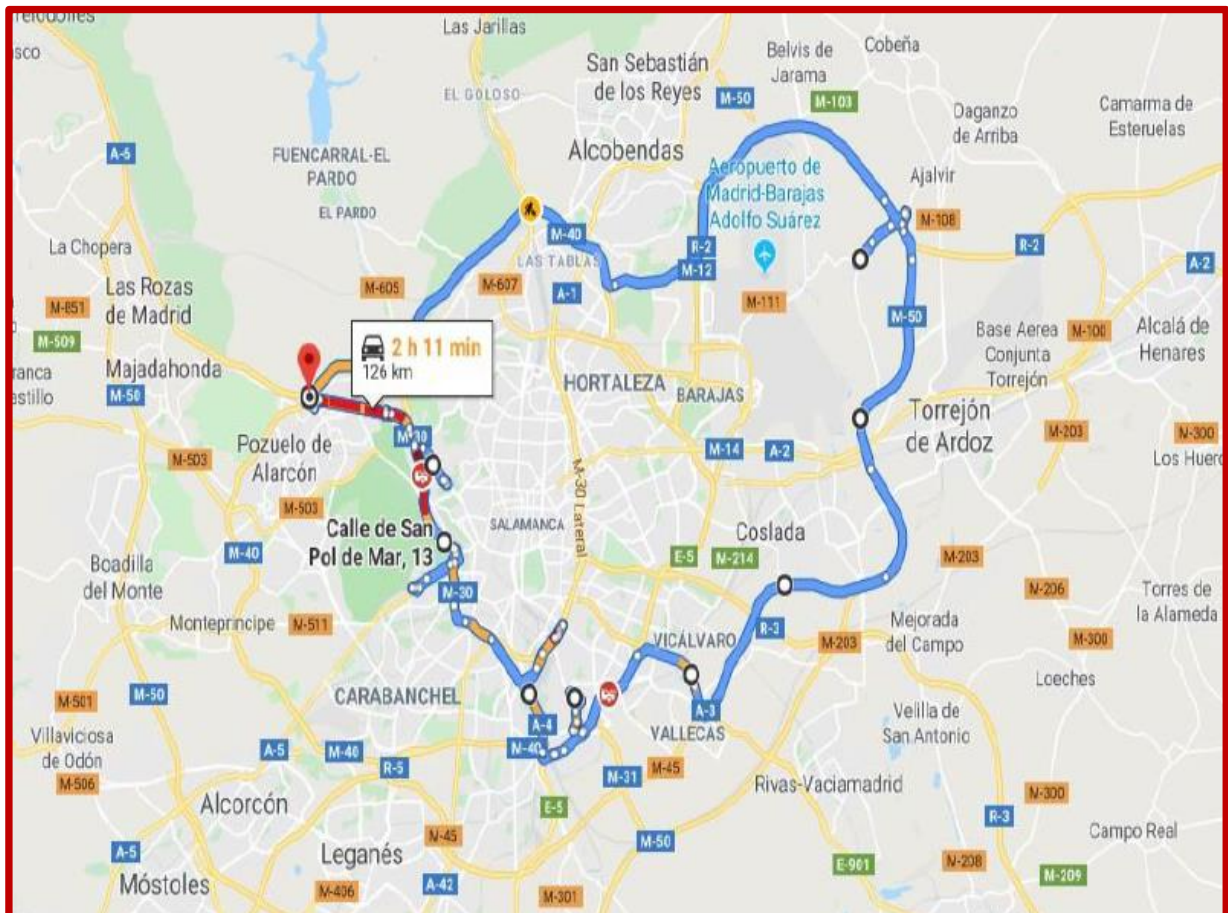 Las Jarillas
Belvis de
Jarama
Cobeña
San Sebastián
de los Reyes
EL GOLOSO
M-50
M-103
Camarma de
Esteruelas
Daganzo
de Arriba
A-6
FUENCARRAL-EL
PARDO
Alcobendas
Aeropuerto de
Madrid-Barajas
Adolfo Suárez
Ajalvir
EL PARDO
M-108
La Chopera
M-40
R-2
R-2
LAS TABLAS
M-12
A-2
M-605
M-607
Las Rozas
de Madrid
A-1
M-111
M-851
M-50
Base Aerea
Conjunta
Torrejón
M-100
Alcalá de
Henares
M-509
2 h 11 min
126 km
Majadahonda
HORTALEZA
BARAJAS
M-50
Torrejón
de Ardoz
M-30
Pozuelo de
Alarcón
M-503
M-14
A-2
M-203
N-300
Los Huero
M-30 Lateral
M-503
Calle de San
Pol de Mar, 13
SALAMANCA
Coslada
M-40
E-5
M-214
M-203
Boadilla
del Monte
M-30
M-206
Torres de
la Alameda
Monteprincipe
M-511
VICÁLVARO
R-3
M-203
Mejorada
del Campo
M-300
Loeches
M-50
CARABANCHEL
M-501
A-4
A-3
Velilla de
San Antonio
Villaviciosa
de Odón
A-5
M-40
M-40
VALLECAS
R-5
M-45
M-31
M-506
Rivas-Vaciamadrid
M-300
Alcorcón
E-5
R-3
M-45
M-50
Campo Real
A-5
Leganés
E-901
M-208
M-209
Móstoles
M-406
A-42
M-301